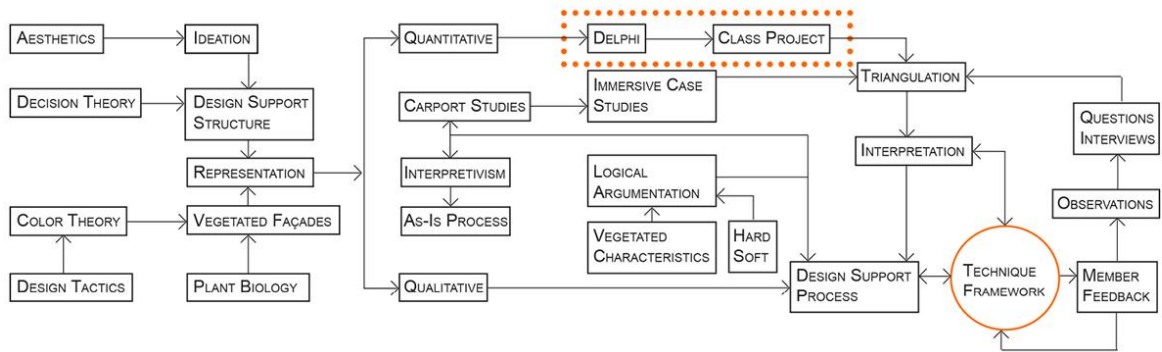 AESTHETICS
IDEATION
QUANTITATIVE
DELPHI
CLASS PROJECT
TRIANGULATION
DECISION THEORY
DESIGN SUPPORT
STRUCTURE
CARPORT STUDIES
IMMERSIVE CASE
STUDIES
QUESTIONS
INTERVIEWS
REPRESENTATION
INTERPRETIVISM
LOGICAL
ARGUMENTATION
INTERPRETATION
COLOR THEORY
VEGETATED FAÇADES
AS-IS PROCESS
VEGETATED
CHARACTERISTICS
HARD
SOFT
OBSERVATIONS
DESIGN TACTICS
PLANT BIOLOGY
QUALITATIVE
DESIGN SUPPORT
PROCESS
TECHNIQUE
FRAMEWORK
MEMBER
FEEDBACK